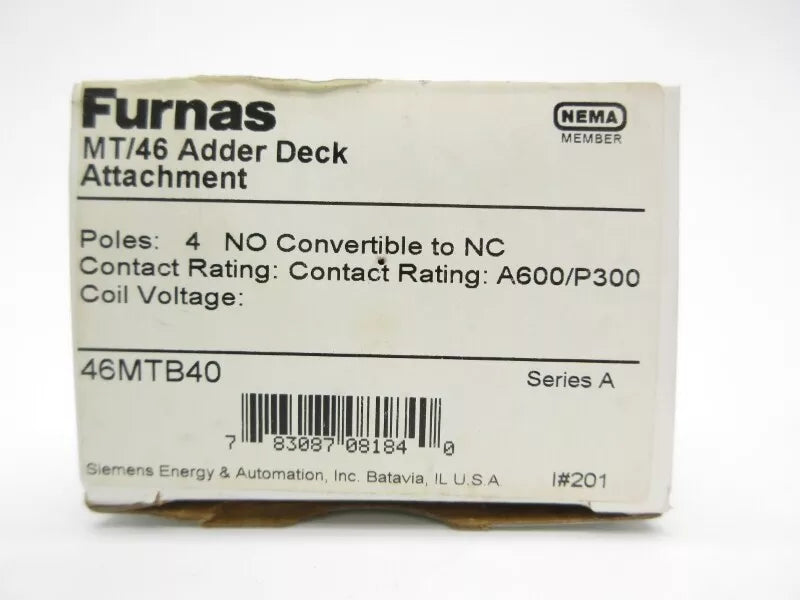 Furnas
NEMA
MEMBER
MT/46 Adder Deck
Attachment
Poles: 4 NO Convertible to NC
Contact Rating: Contact Rating: A600/P300
Coil Voltage:
46MTB40
Series A
7 83087 08184 0
Siemens Energy & Automation, Inc. Batavia, IL U.S.A
I#201